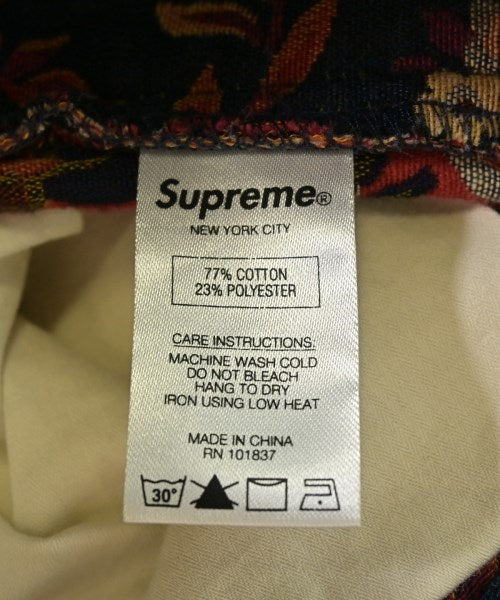 Supreme®
NEW YORK CITY
77% COTTON
23% POLYESTER
CARE INSTRUCTIONS:
MACHINE WASH COLD
DO NOT BLEACH
HANG TO DRY
IRON USING LOW HEAT
MADE IN CHINA
RN 101837
30°